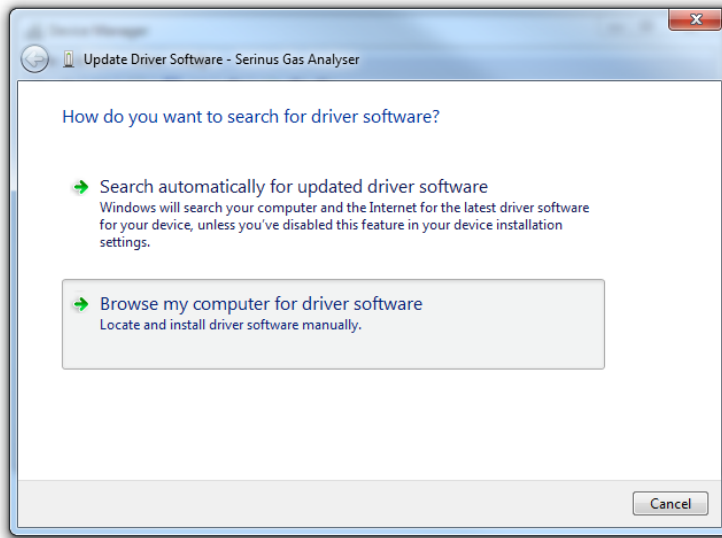 Device Manager
Update Driver Software - Serinus Gas Analyser
How do you want to search for driver software?
Search automatically for updated driver software
Windows will search your computer and the Internet for the latest driver software
for your device, unless you've disabled this feature in your device installation
settings.
Browse my computer for driver software
Locate and install driver software manually.
Cancel